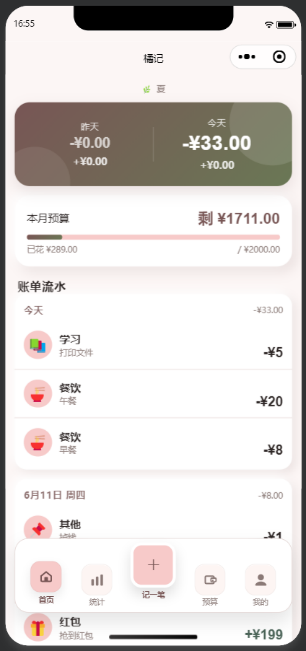 16:55
橘记
夏
昨天
-¥0.00
+¥0.00
今天
-¥33.00
+¥0.00
本月预算
剩 ¥1711.00
已花 ¥289.00
/ ¥2000.00
账单流水
今天
-¥33.00
学习
打印文件
-¥5
餐饮
午餐
-¥20
餐饮
早餐
-¥8
6月11日 周四
-¥8.00
其他
-¥1
首页
统计
记一笔
预算
我的
红包
抢到红包
+¥199